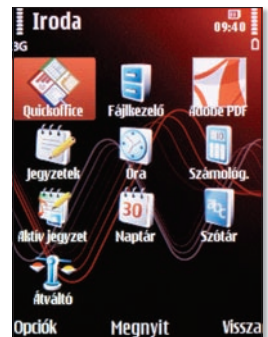 Iroda
09:40
3G
Quickoffice Fájlkezelő Adobe PDF
Jegyzetek Óra Számológ.
30
abc
Aktív jegyzet Naptár Szótár
Átváltó
Opciók Megnyit Vissza